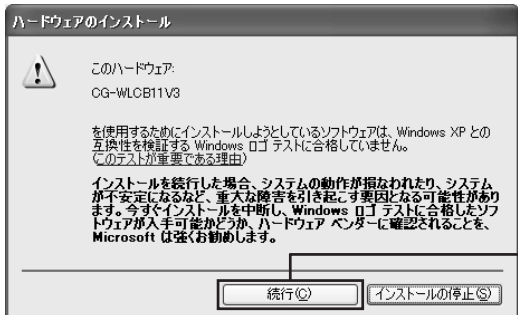 ハードウェアのインストール
このハードウェア:
CG-WLCB11V3
を使用するためにインストールしようとしているソフトウェアは、Windows XP との
互換性を検証する Windows ロゴ テストに合格していません。
(このテストが重要である理由)
インストールを続行した場合、システムの動作が損なわれたり、システム
が不安定になるなど、重大な障害を引き起こす要因となる可能性があり
ます。今すぐインストールを中断し、Windows ロゴ テストに合格したソフ
トウェアが入手可能かどうか、ハードウェア ベンダーに確認されることを、
Microsoft は強くお勧めします。
続行(C)
インストールの停止(S)